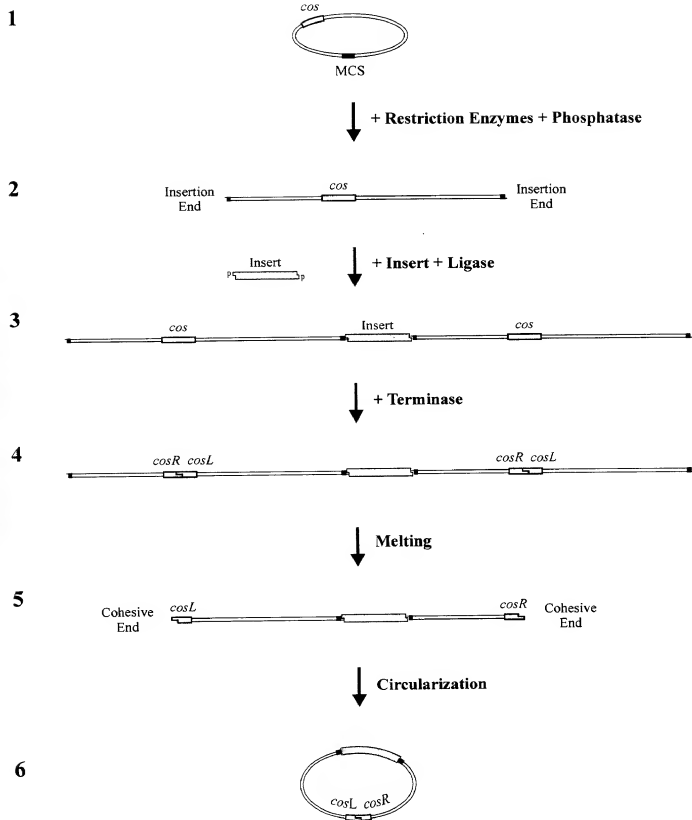 1
cos
MCS
+ Restriction Enzymes + Phosphatase
2
Insertion
End
cos
Insertion
End
Insert
p
p
+ Insert + Ligase
3
cos
Insert
cos
+ Terminase
4
cosR cosL
cosR cosL
Melting
5
Cohesive
End
cosL
cosR
Cohesive
End
Circularization
6
cosL cosR